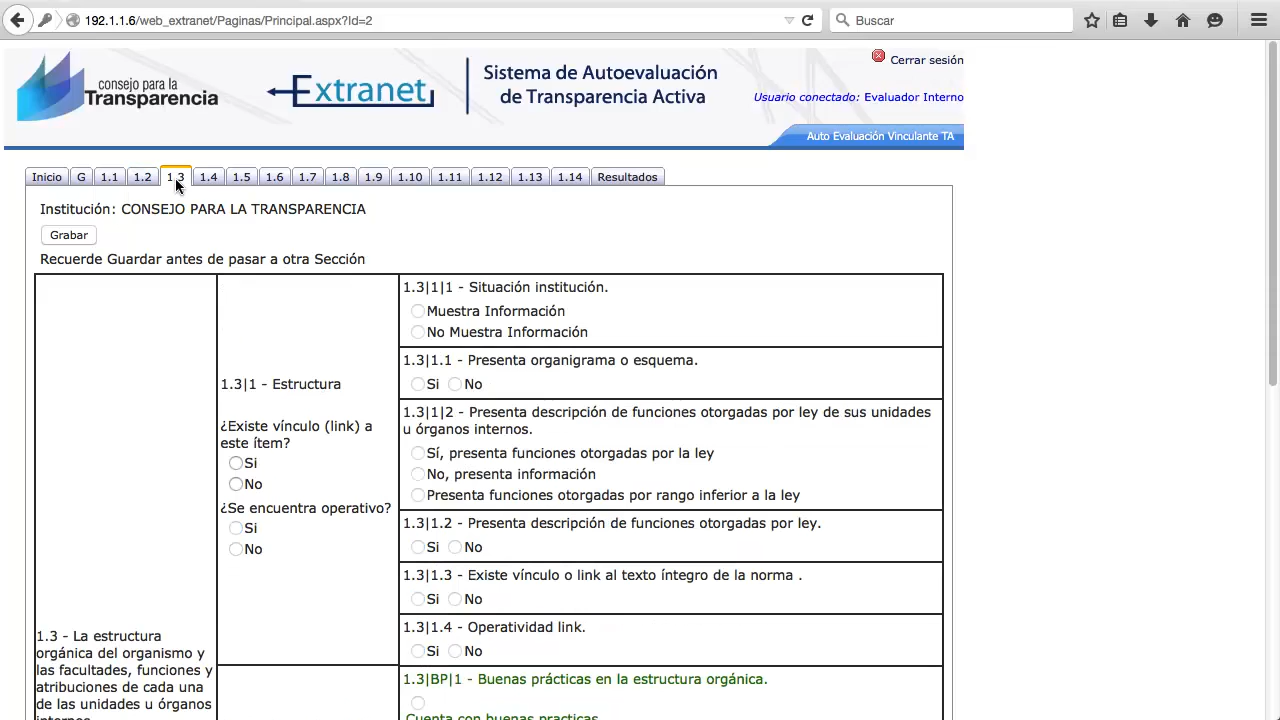 192.1.1.6/web_extranet/Paginas/Principal.aspx?Id=2
Buscar
consejo para la
Transparencia
Extranet
Sistema de Autoevaluación
de Transparencia Activa
Cerrar sesión
Usuario conectado: Evaluador Interno
Auto Evaluación Vinculante TA
Inicio G 1.1 1.2 1.3 1.4 1.5 1.6 1.7 1.8 1.9 1.10 1.11 1.12 1.13 1.14 Resultados
Institución: CONSEJO PARA LA TRANSPARENCIA
Grabar
Recuerde Guardar antes de pasar a otra Sección
1.3 - La estructura
orgánica del organismo y
las facultades, funciones y
atribuciones de cada una
de las unidades u órganos
1.3|1 - Estructura
¿Existe vínculo (link) a
este ítem?
Si
No
¿Se encuentra operativo?
Si
No
1.3|1|1 - Situación institución.
Muestra Información
No Muestra Información
1.3|1.1 - Presenta organigrama o esquema.
Si No
1.3|1|2 - Presenta descripción de funciones otorgadas por ley de sus unidades
u órganos internos.
Sí, presenta funciones otorgadas por la ley
No, presenta información
Presenta funciones otorgadas por rango inferior a la ley
1.3|1.2 - Presenta descripción de funciones otorgadas por ley.
Si No
1.3|1.3 - Existe vínculo o link al texto íntegro de la norma .
Si No
1.3|1.4 - Operatividad link.
Si No
1.3|BP|1 - Buenas prácticas en la estructura orgánica.
Cuenta con buenas practicas